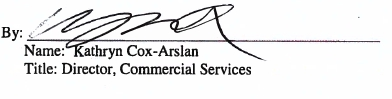 By:
Name: Kathryn Cox-Arslan
Title: Director, Commercial Services